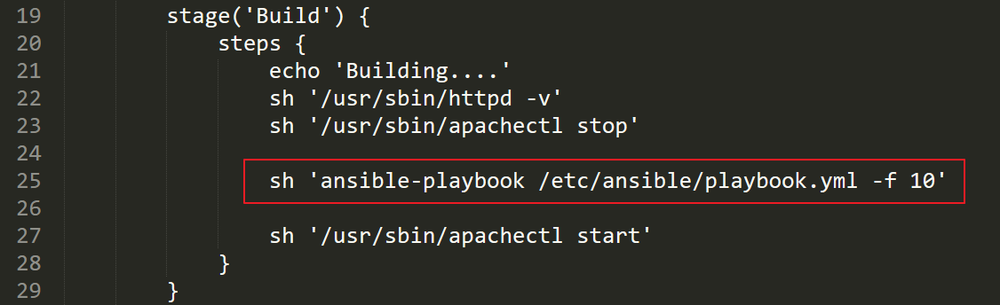 19 stage('Build') {
20 steps {
21 echo 'Building....'
22 sh '/usr/sbin/httpd -v'
23 sh '/usr/sbin/apachectl stop'
24
25 sh 'ansible-playbook /etc/ansible/playbook.yml -f 10'
26
27 sh '/usr/sbin/apachectl start'
28 }
29 }